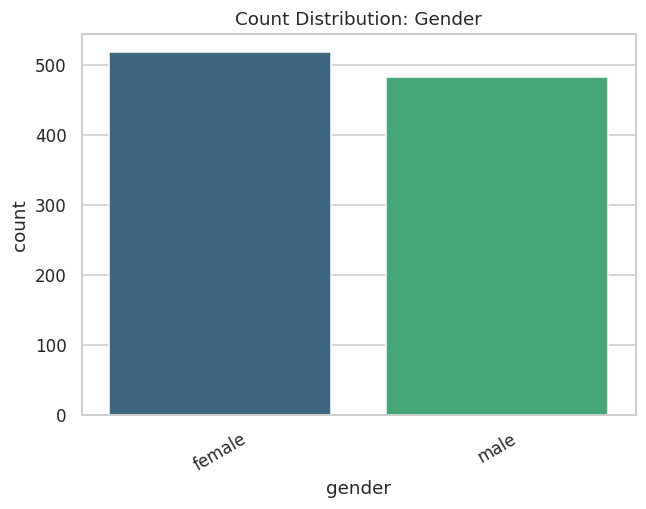 Count Distribution: Gender
count
500
400
300
200
100
0
female
male
gender